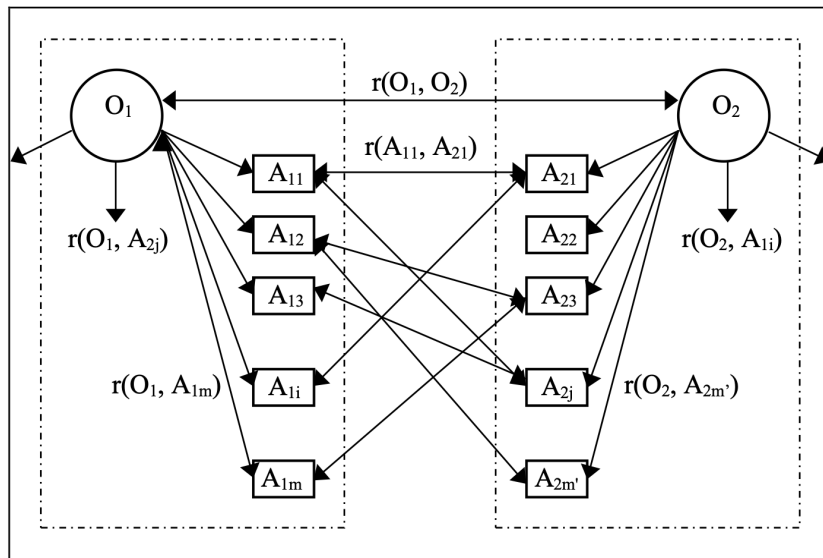 r(O₁, O₂)
O₁
O₂
r(A₁₁, A₂₁)
A₁₁
A₂₁
A₁₂
A₂₂
r(O₁, A₂ⱼ)
r(O₂, A₁ᵢ)
A₁₃
A₂₃
r(O₁, A₁ₘ)
A₁ᵢ
A₂ⱼ
r(O₂, A₂ₘ')
A₁ₘ
A₂ₘ'